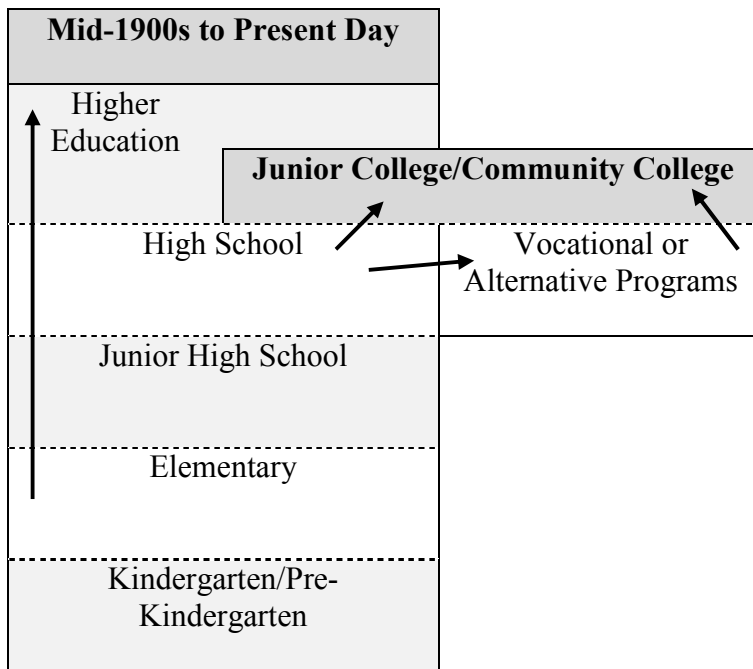 Mid-1900s to Present Day
Higher
Education
Junior College/Community College
High School
Vocational or
Alternative Programs
Junior High School
Elementary
Kindergarten/Pre-
Kindergarten